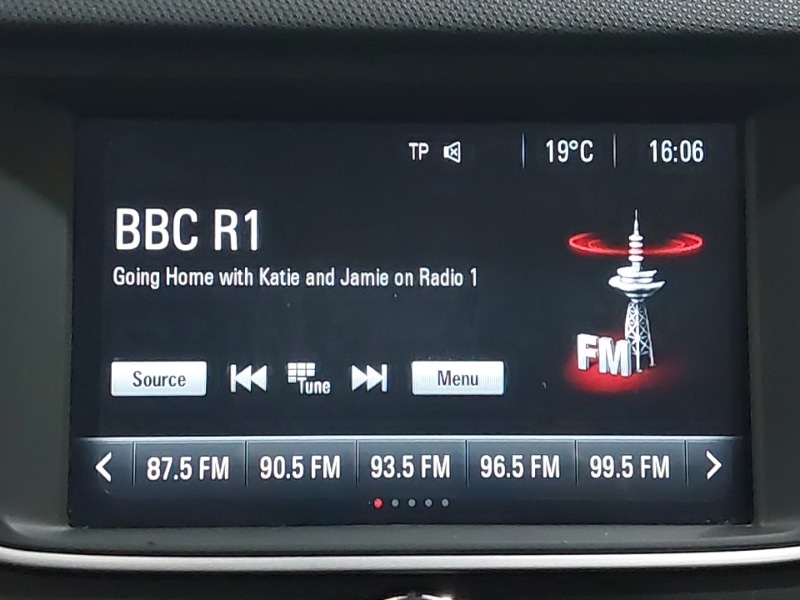 TP 19°C 16:06
BBC R1
Going Home with Katie and Jamie on Radio 1
FM
Source Tune Menu
87.5 FM 90.5 FM 93.5 FM 96.5 FM 99.5 FM